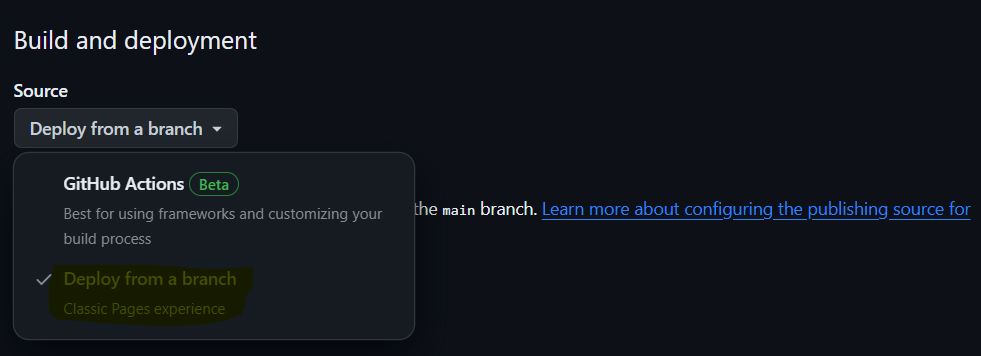 Build and deployment
Source
Deploy from a branch
GitHub Actions Beta
Best for using frameworks and customizing your
build process
the main branch. Learn more about configuring the publishing source for
Deploy from a branch
Classic Pages experience